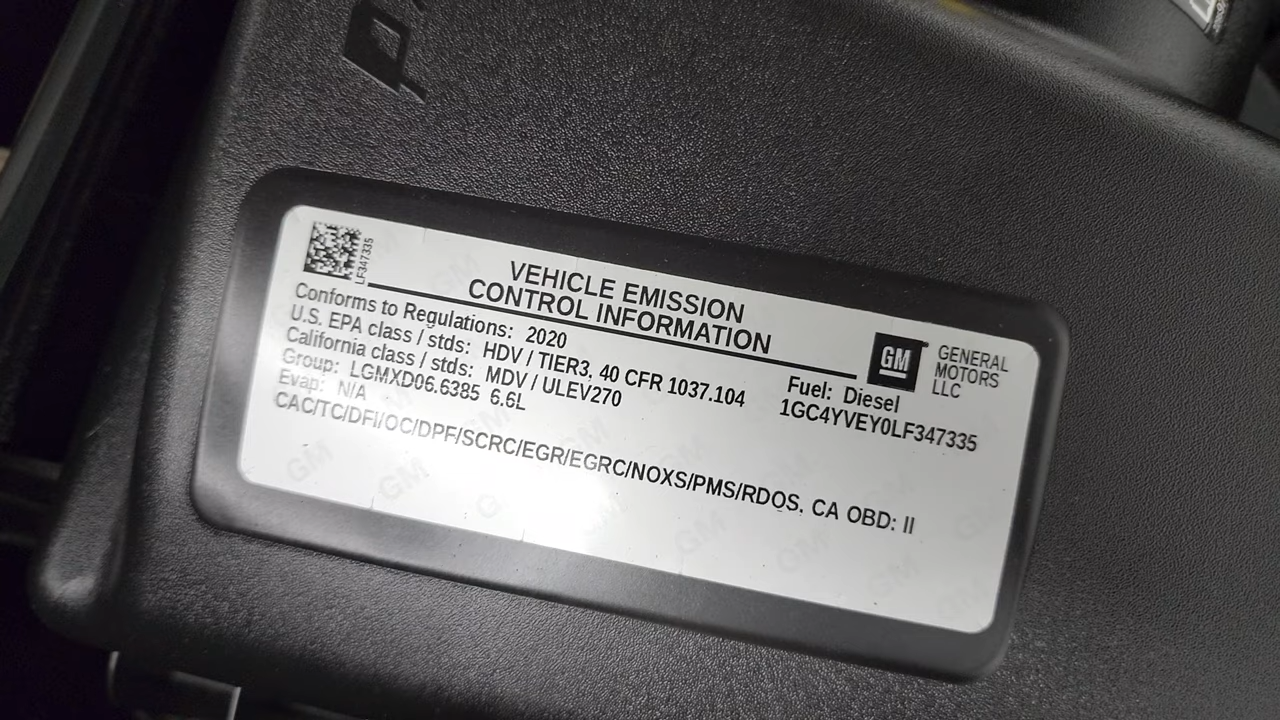 LF347335
VEHICLE EMISSION
CONTROL INFORMATION
Conforms to Regulations: 2020
U.S. EPA class / stds: HDV / TIER3, 40 CFR 1037.104
California class / stds: MDV / ULEV270
Group: LGMXD06.6385 6.6L
Evap: N/A
CAC/TC/DFI/OC/DPF/SCRC/EGR/EGRC/NOXS/PMS/RDOS, CA OBD: II
GM
GENERAL
MOTORS
LLC
Fuel: Diesel
1GC4YVEY0LF347335